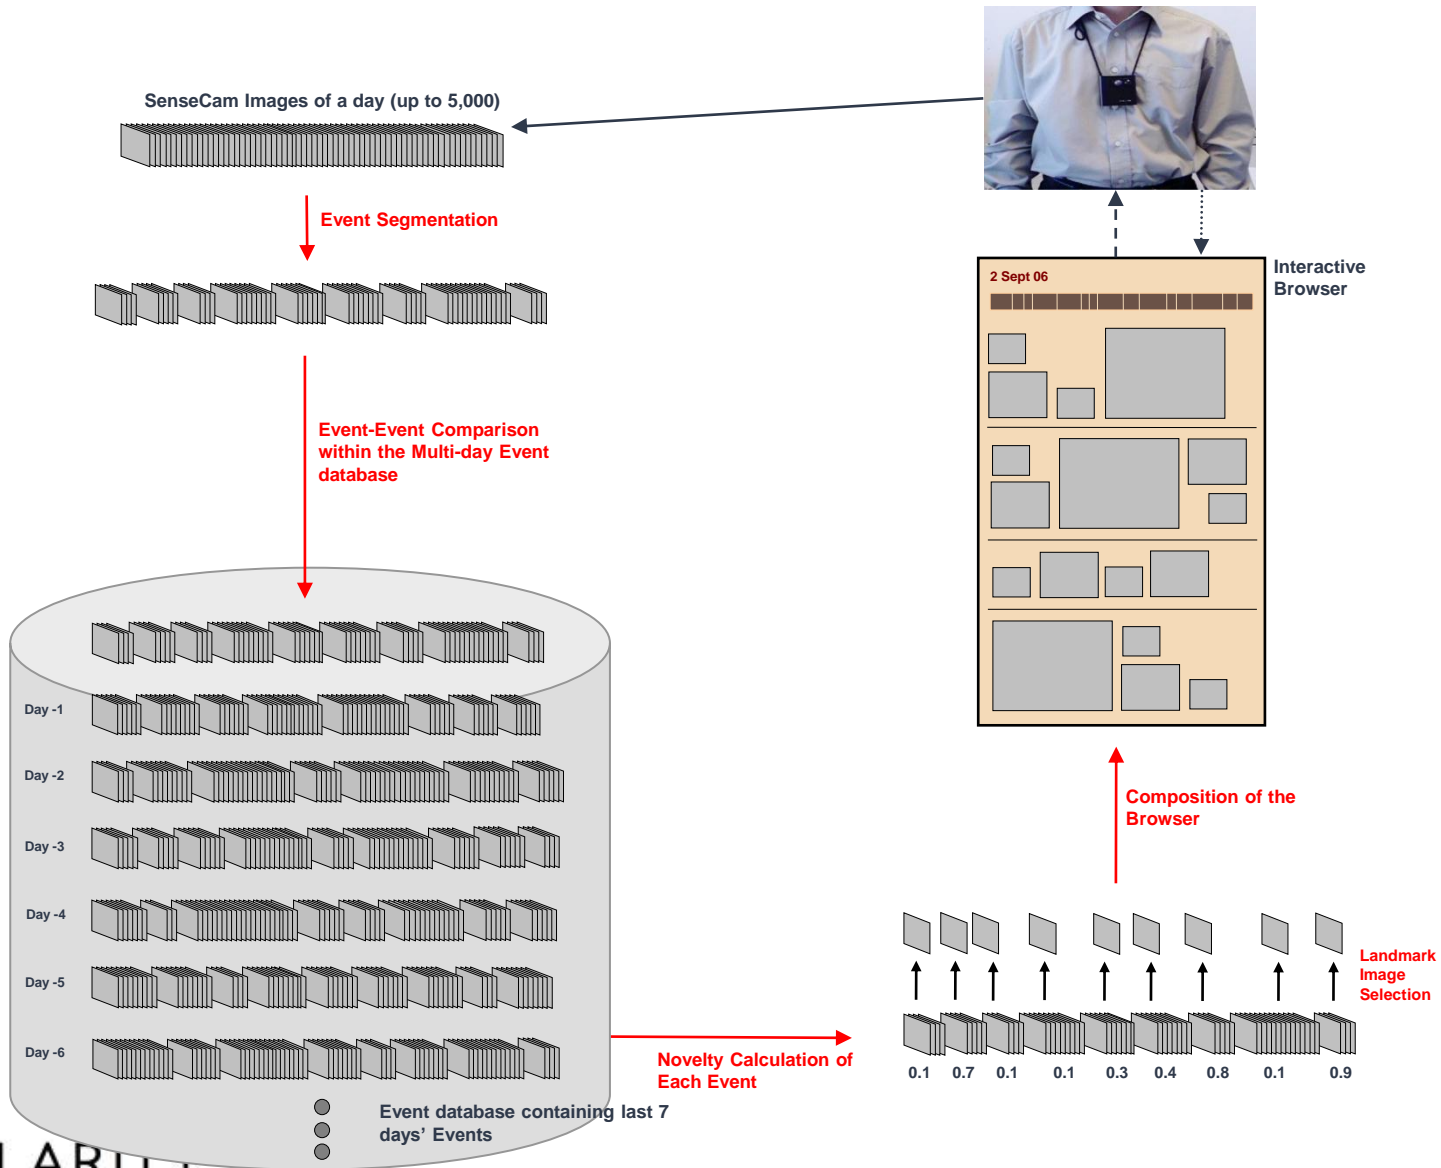 SenseCam Images of a day (up to 5,000)
Event Segmentation
Event-Event Comparison
within the Multi-day Event
database
Day -1
Day -2
Day -3
Day -4
Day -5
Day -6
Event database containing last 7
days' Events
Novelty Calculation of
Each Event
0.1 0.7 0.1 0.1 0.3 0.4 0.8 0.1 0.9
Landmark
Image
Selection
Composition of the
Browser
2 Sept 06
Interactive
Browser